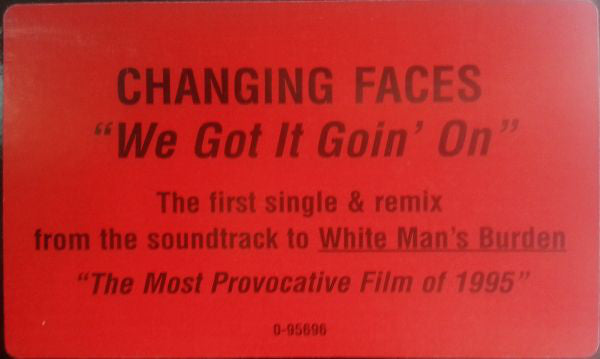 CHANGING FACES
“We Got It Goin’ On”
The first single & remix
from the soundtrack to White Man's Burden
“The Most Provocative Film of 1995”
0-95696